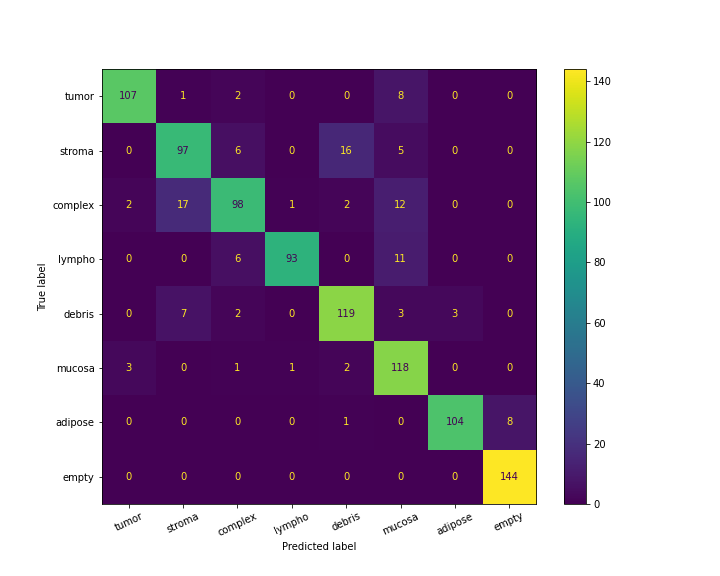 tumor 107 1 2 0 0 8 0 0
stroma 0 97 6 0 16 5 0 0
complex 2 17 98 1 2 12 0 0
lympho 0 0 6 93 0 11 0 0
debris 0 7 2 0 119 3 3 0
mucosa 3 0 1 1 2 118 0 0
adipose 0 0 0 0 1 0 104 8
empty 0 0 0 0 0 0 0 144
tumor stroma complex lympho debris mucosa adipose empty
Predicted label
True label
140
120
100
80
60
40
20
0